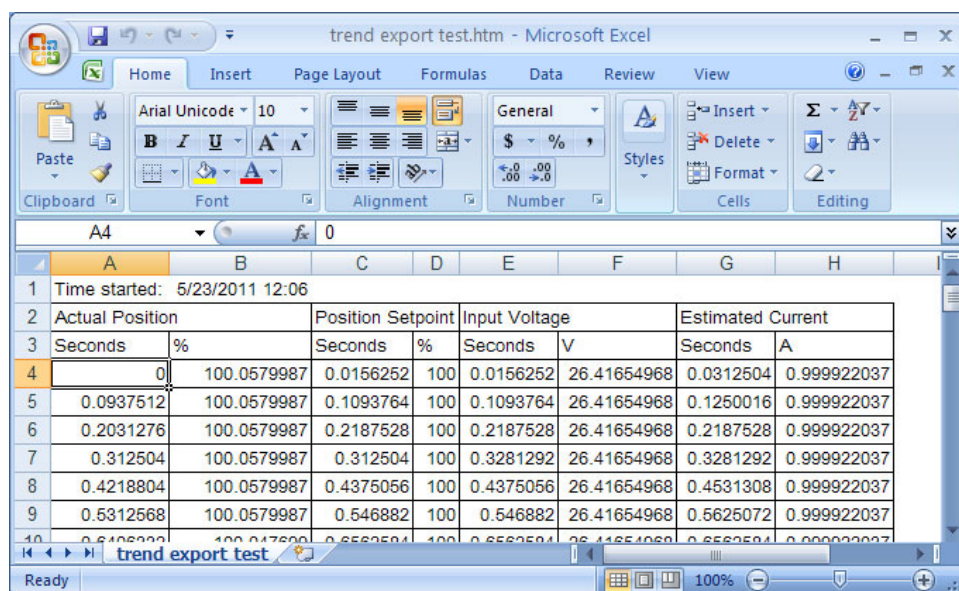 trend export test.htm - Microsoft Excel
Home Insert Page Layout Formulas Data Review View
Paste
Arial Unicode 10
B I U A A
General
$ % ,
Styles
Insert
Delete
Format
Clipboard Font Alignment Number Cells Editing
A4 fx 0
A B C D E F G H I
1 Time started: 5/23/2011 12:06
2 Actual Position Position Setpoint Input Voltage Estimated Current
3 Seconds % Seconds % Seconds V Seconds A
4 0 100.0579987 0.0156252 100 0.0156252 26.41654968 0.0312504 0.999922037
5 0.0937512 100.0579987 0.1093764 100 0.1093764 26.41654968 0.1250016 0.999922037
6 0.2031276 100.0579987 0.2187528 100 0.2187528 26.41654968 0.2187528 0.999922037
7 0.312504 100.0579987 0.312504 100 0.3281292 26.41654968 0.3281292 0.999922037
8 0.4218804 100.0579987 0.4375056 100 0.4375056 26.41654968 0.4531308 0.999922037
9 0.5312568 100.0579987 0.546882 100 0.546882 26.41654968 0.5625072 0.999922037
trend export test
Ready 100%